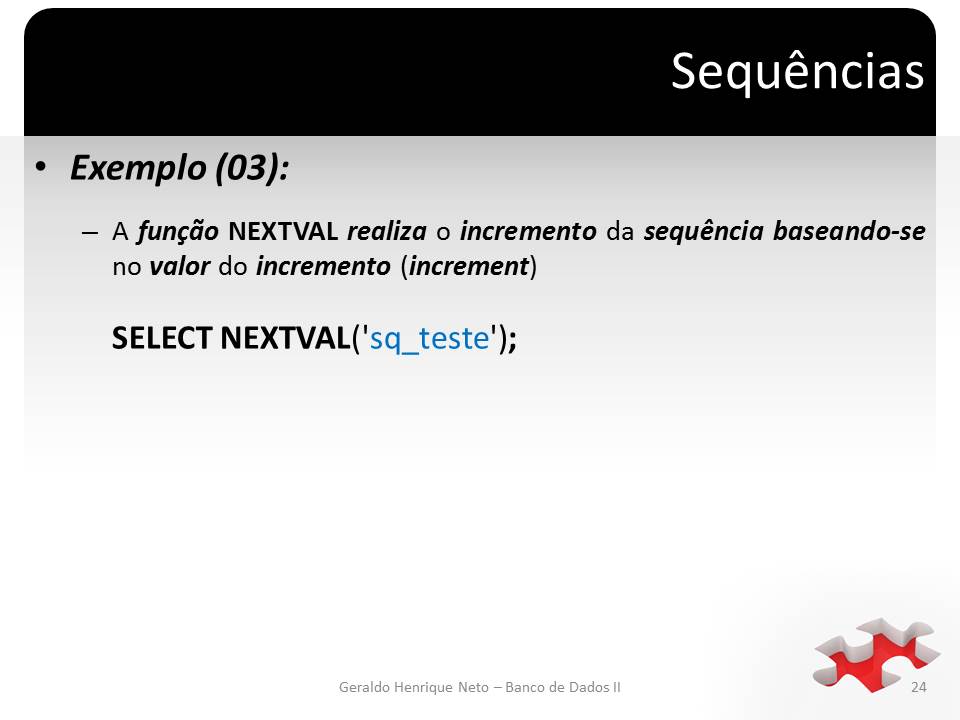 Sequências
• Exemplo (03):
– A função NEXTVAL realiza o incremento da sequência baseando-se
no valor do incremento (increment)
SELECT NEXTVAL('sq_teste');
Geraldo Henrique Neto – Banco de Dados II
24